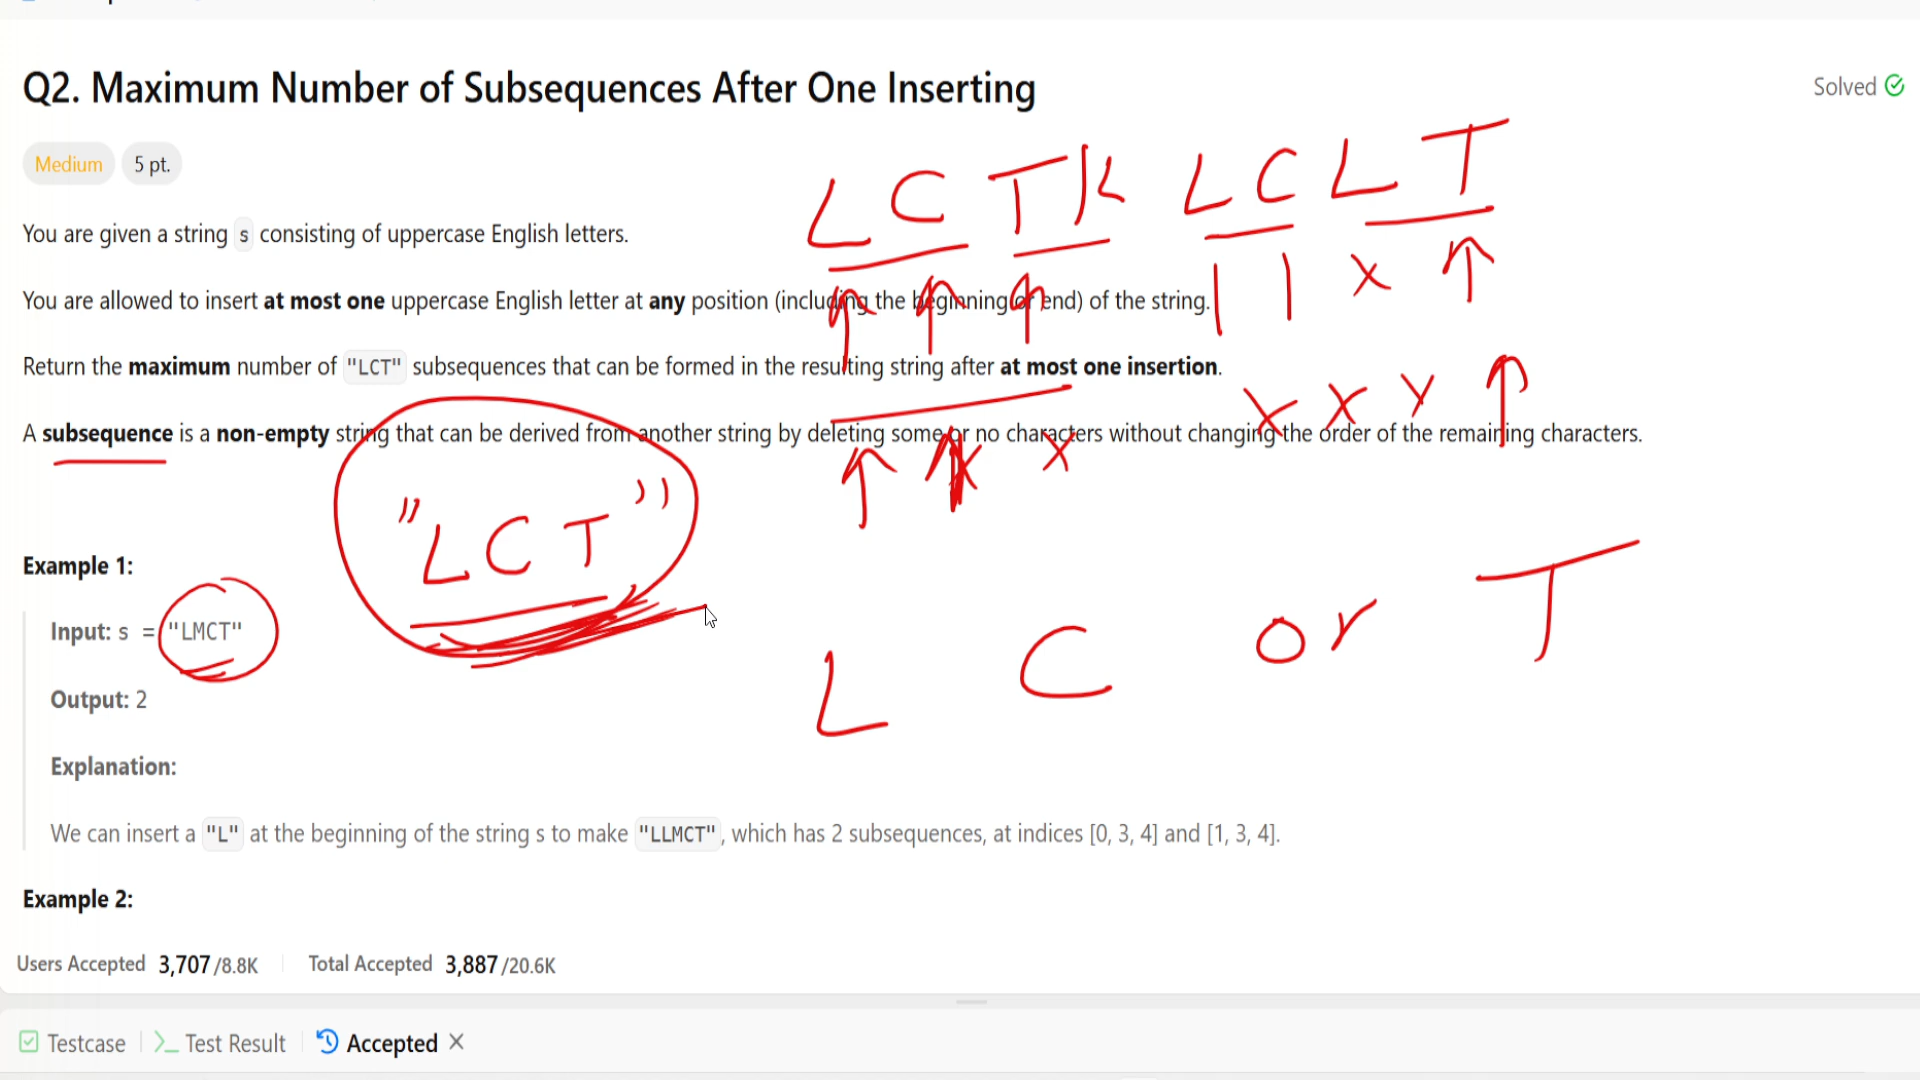 Q2. Maximum Number of Subsequences After One Inserting
Solved
Medium 5 pt.
L C T K L C L T
You are given a string s consisting of uppercase English letters.
You are allowed to insert at most one uppercase English letter at any position (including the beginning or end) of the string.
Return the maximum number of "LCT" subsequences that can be formed in the resulting string after at most one insertion.
A subsequence is a non-empty string that can be derived from another string by deleting some or no characters without changing the order of the remaining characters.
"LCT"
Example 1:
Input: s = "LMCT"
L C or T
Output: 2
Explanation:
We can insert a "L" at the beginning of the string s to make "LLMCT", which has 2 subsequences, at indices [0, 3, 4] and [1, 3, 4].
Example 2:
Users Accepted 3,707/8.8K Total Accepted 3,887/20.6K
Testcase Test Result Accepted